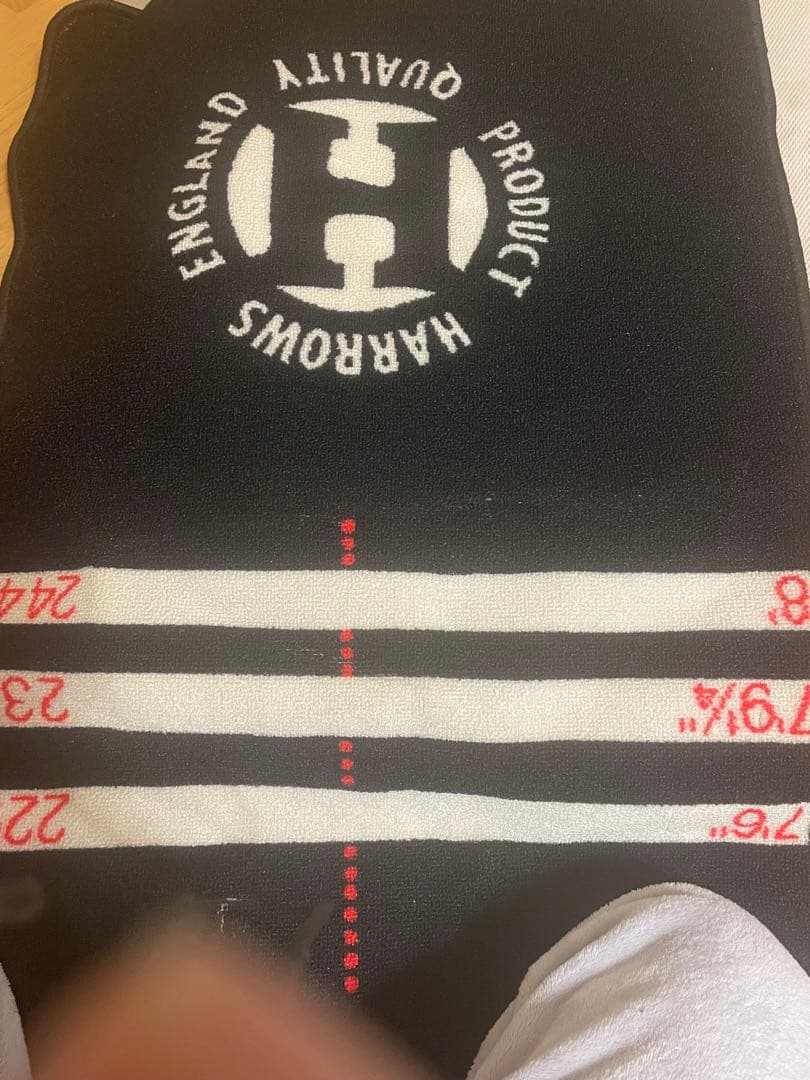 7'6" 22
7'9¼" 23
8' 244
HARROWS
ENGLAND
QUALITY
PRODUCT
H